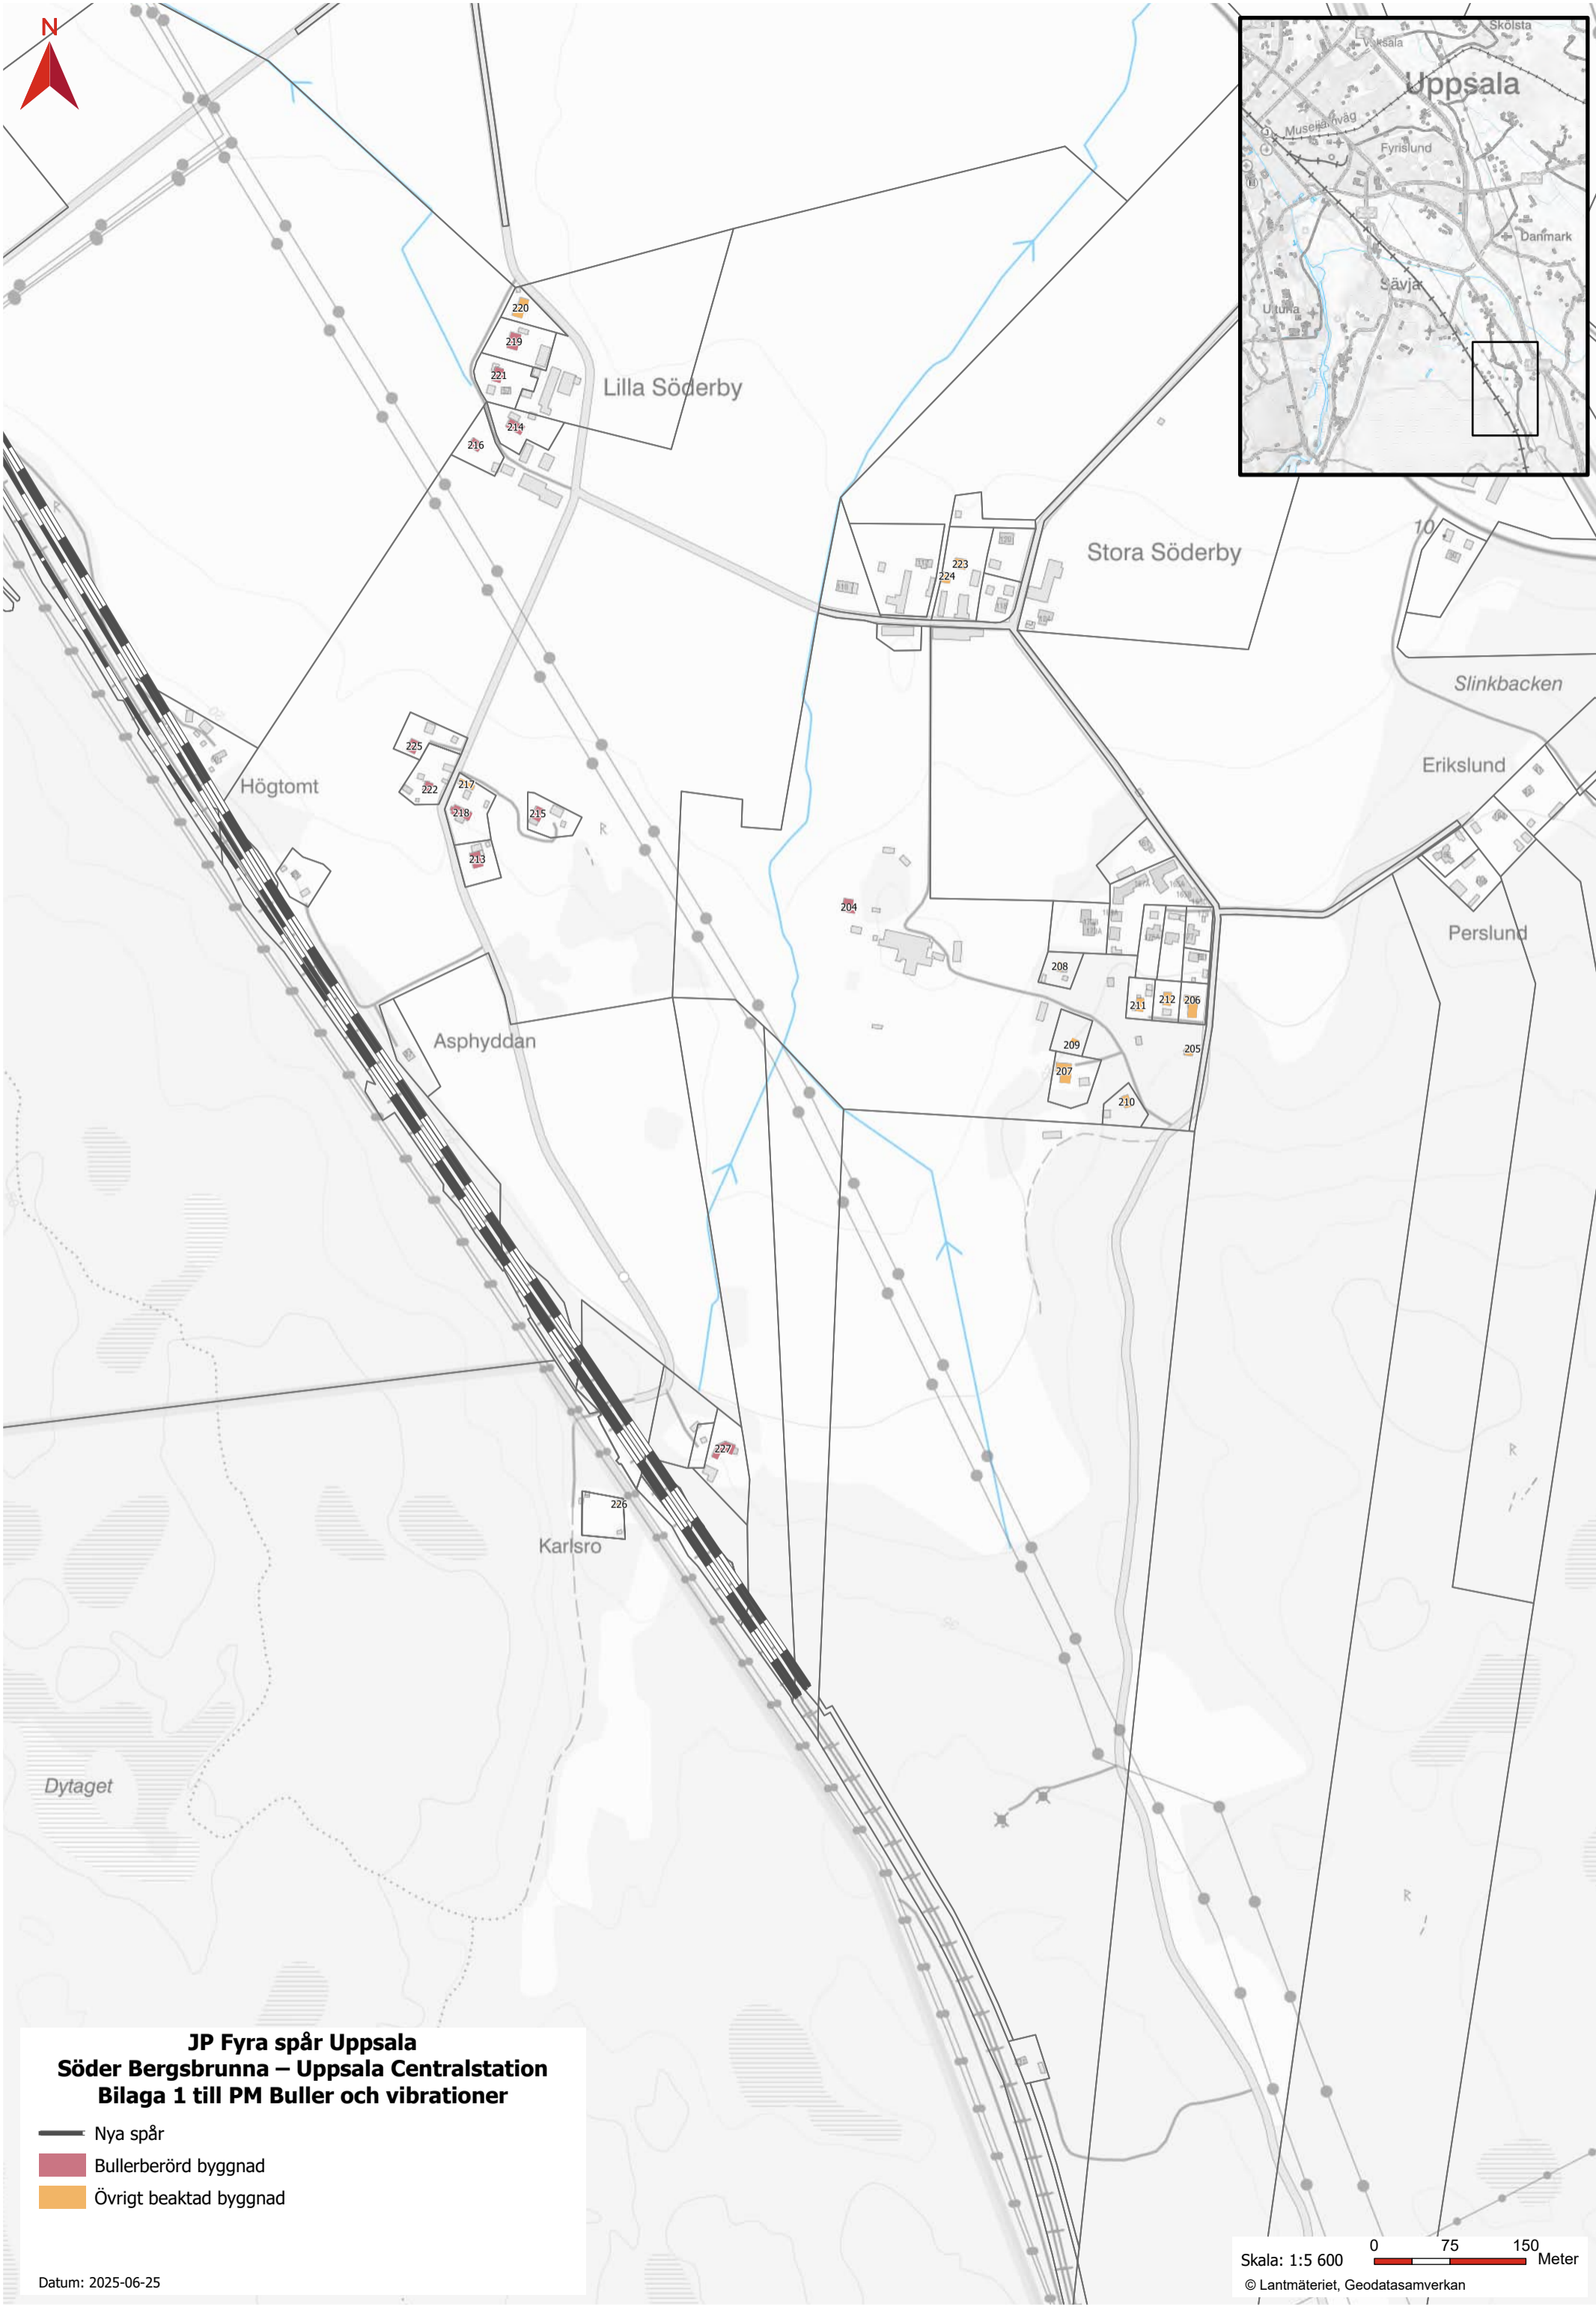 N
Skölsta
Vaksala
Uppsala
Museijärnväg
Fyrislund
Danmark
Sävja
Ultuna
220
219
221
Lilla Söderby
214
216
10
223
224
Stora Söderby
Slinkbacken
225
Erikslund
217
222
Högtomt
218
215
R
213
204
Perslund
208
211
212
206
Asphyddan
209
205
207
210
227
R
226
Karlsro
Dytaget
R
JP Fyra spår Uppsala
Söder Bergsbrunna – Uppsala Centralstation
Bilaga 1 till PM Buller och vibrationer
Nya spår
Bullerberörd byggnad
Övrigt beaktad byggnad
Datum: 2025-06-25
0 75 150
Skala: 1:5 600 Meter
© Lantmäteriet, Geodatasamverkan